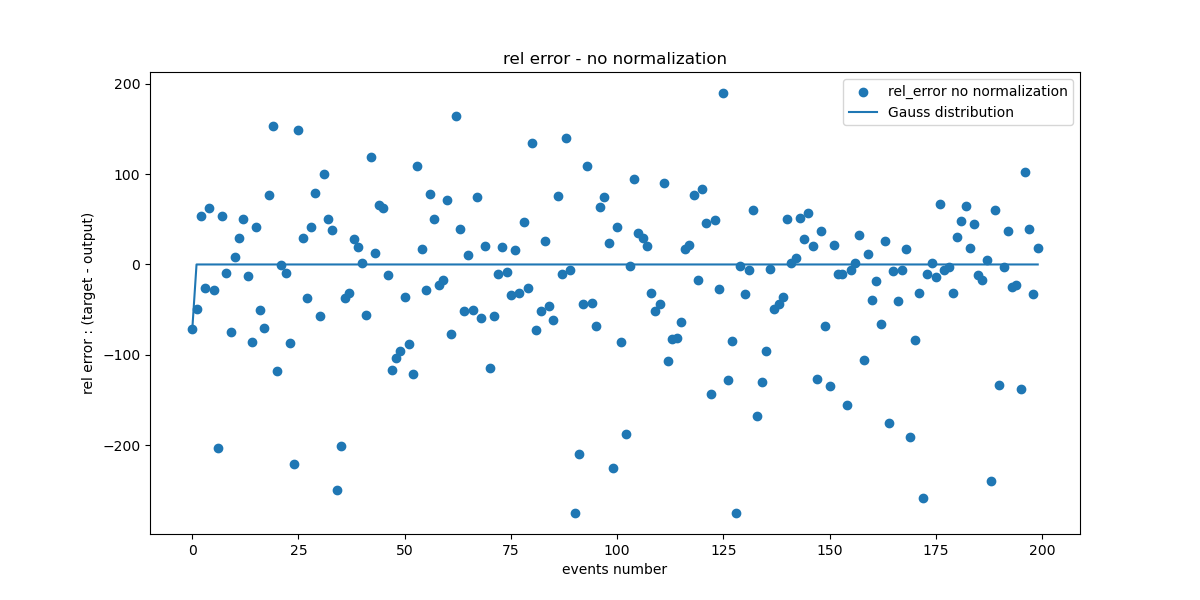 rel error - no normalization
rel_error no normalization
Gauss distribution
rel error : (target - output)
200
100
0
−100
−200
0 25 50 75 100 125 150 175 200
events number